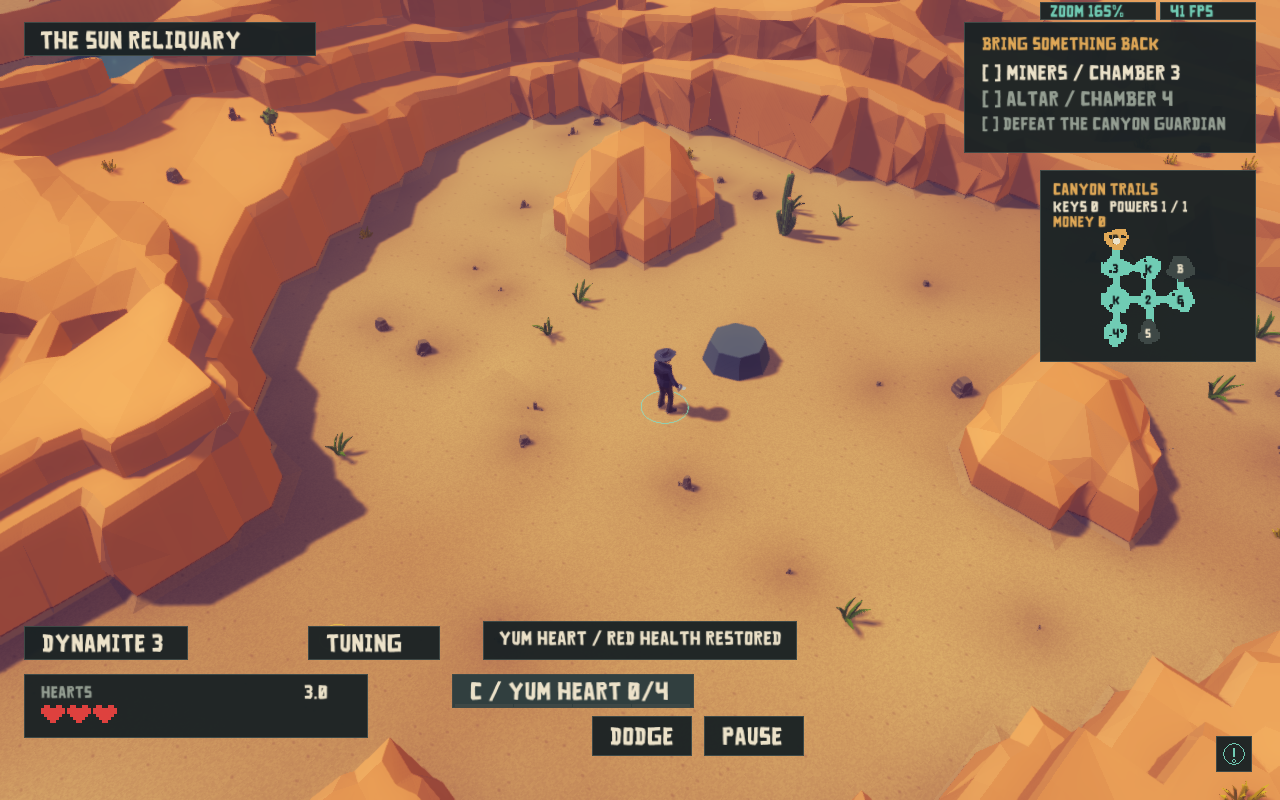 THE SUN RELIQUARY
ZOOM 165%
41 FPS
BRING SOMETHING BACK
[ ] MINERS / CHAMBER 3
[ ] ALTAR / CHAMBER 4
[ ] DEFEAT THE CANYON GUARDIAN
CANYON TRAILS
KEYS 0 POWERS 1 / 1
MONEY 0
3 K B
K 2 6
4 5
DYNAMITE 3
TUNING
YUM HEART / RED HEALTH RESTORED
HEARTS 3.0
C / YUM HEART 0/4
DODGE
PAUSE
!